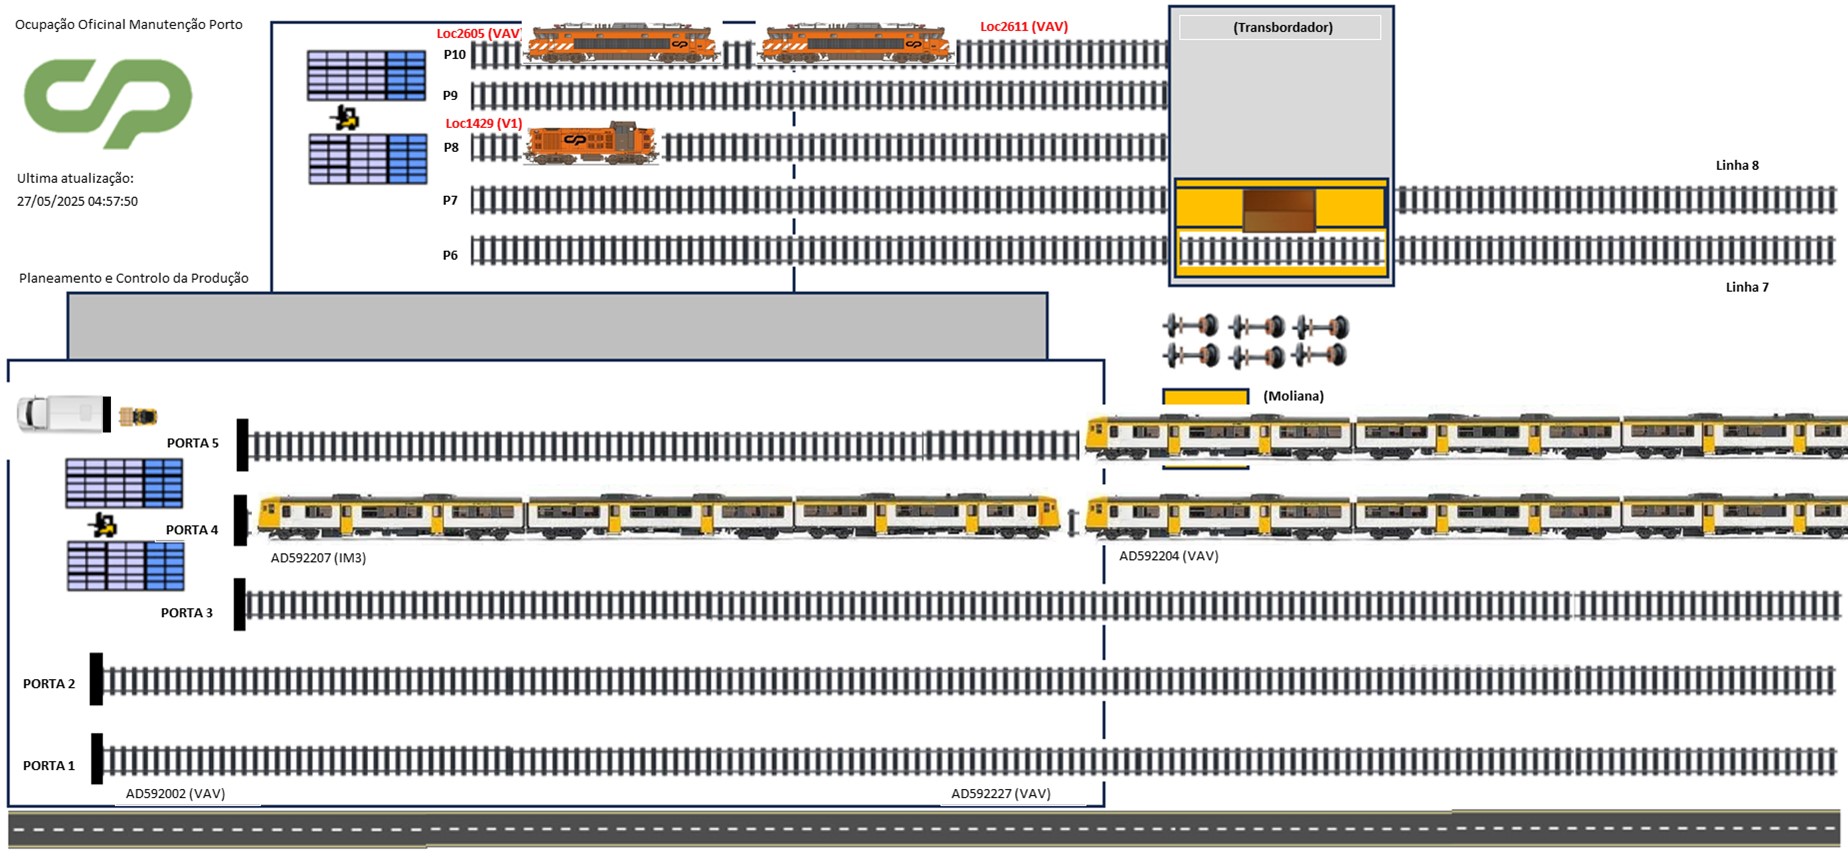 Ocupação Oficinal Manutenção Porto
Loc2605 (VAV)
Loc2611 (VAV)
(Transbordador)
P10
P9
Loc1429 (V1)
P8
Linha 8
Ultima atualização:
27/05/2025 04:57:50
P7
P6
Planeamento e Controlo da Produção
Linha 7
(Moliana)
PORTA 5
PORTA 4
AD592207 (IM3)
AD592204 (VAV)
PORTA 3
PORTA 2
PORTA 1
AD592002 (VAV)
AD592227 (VAV)